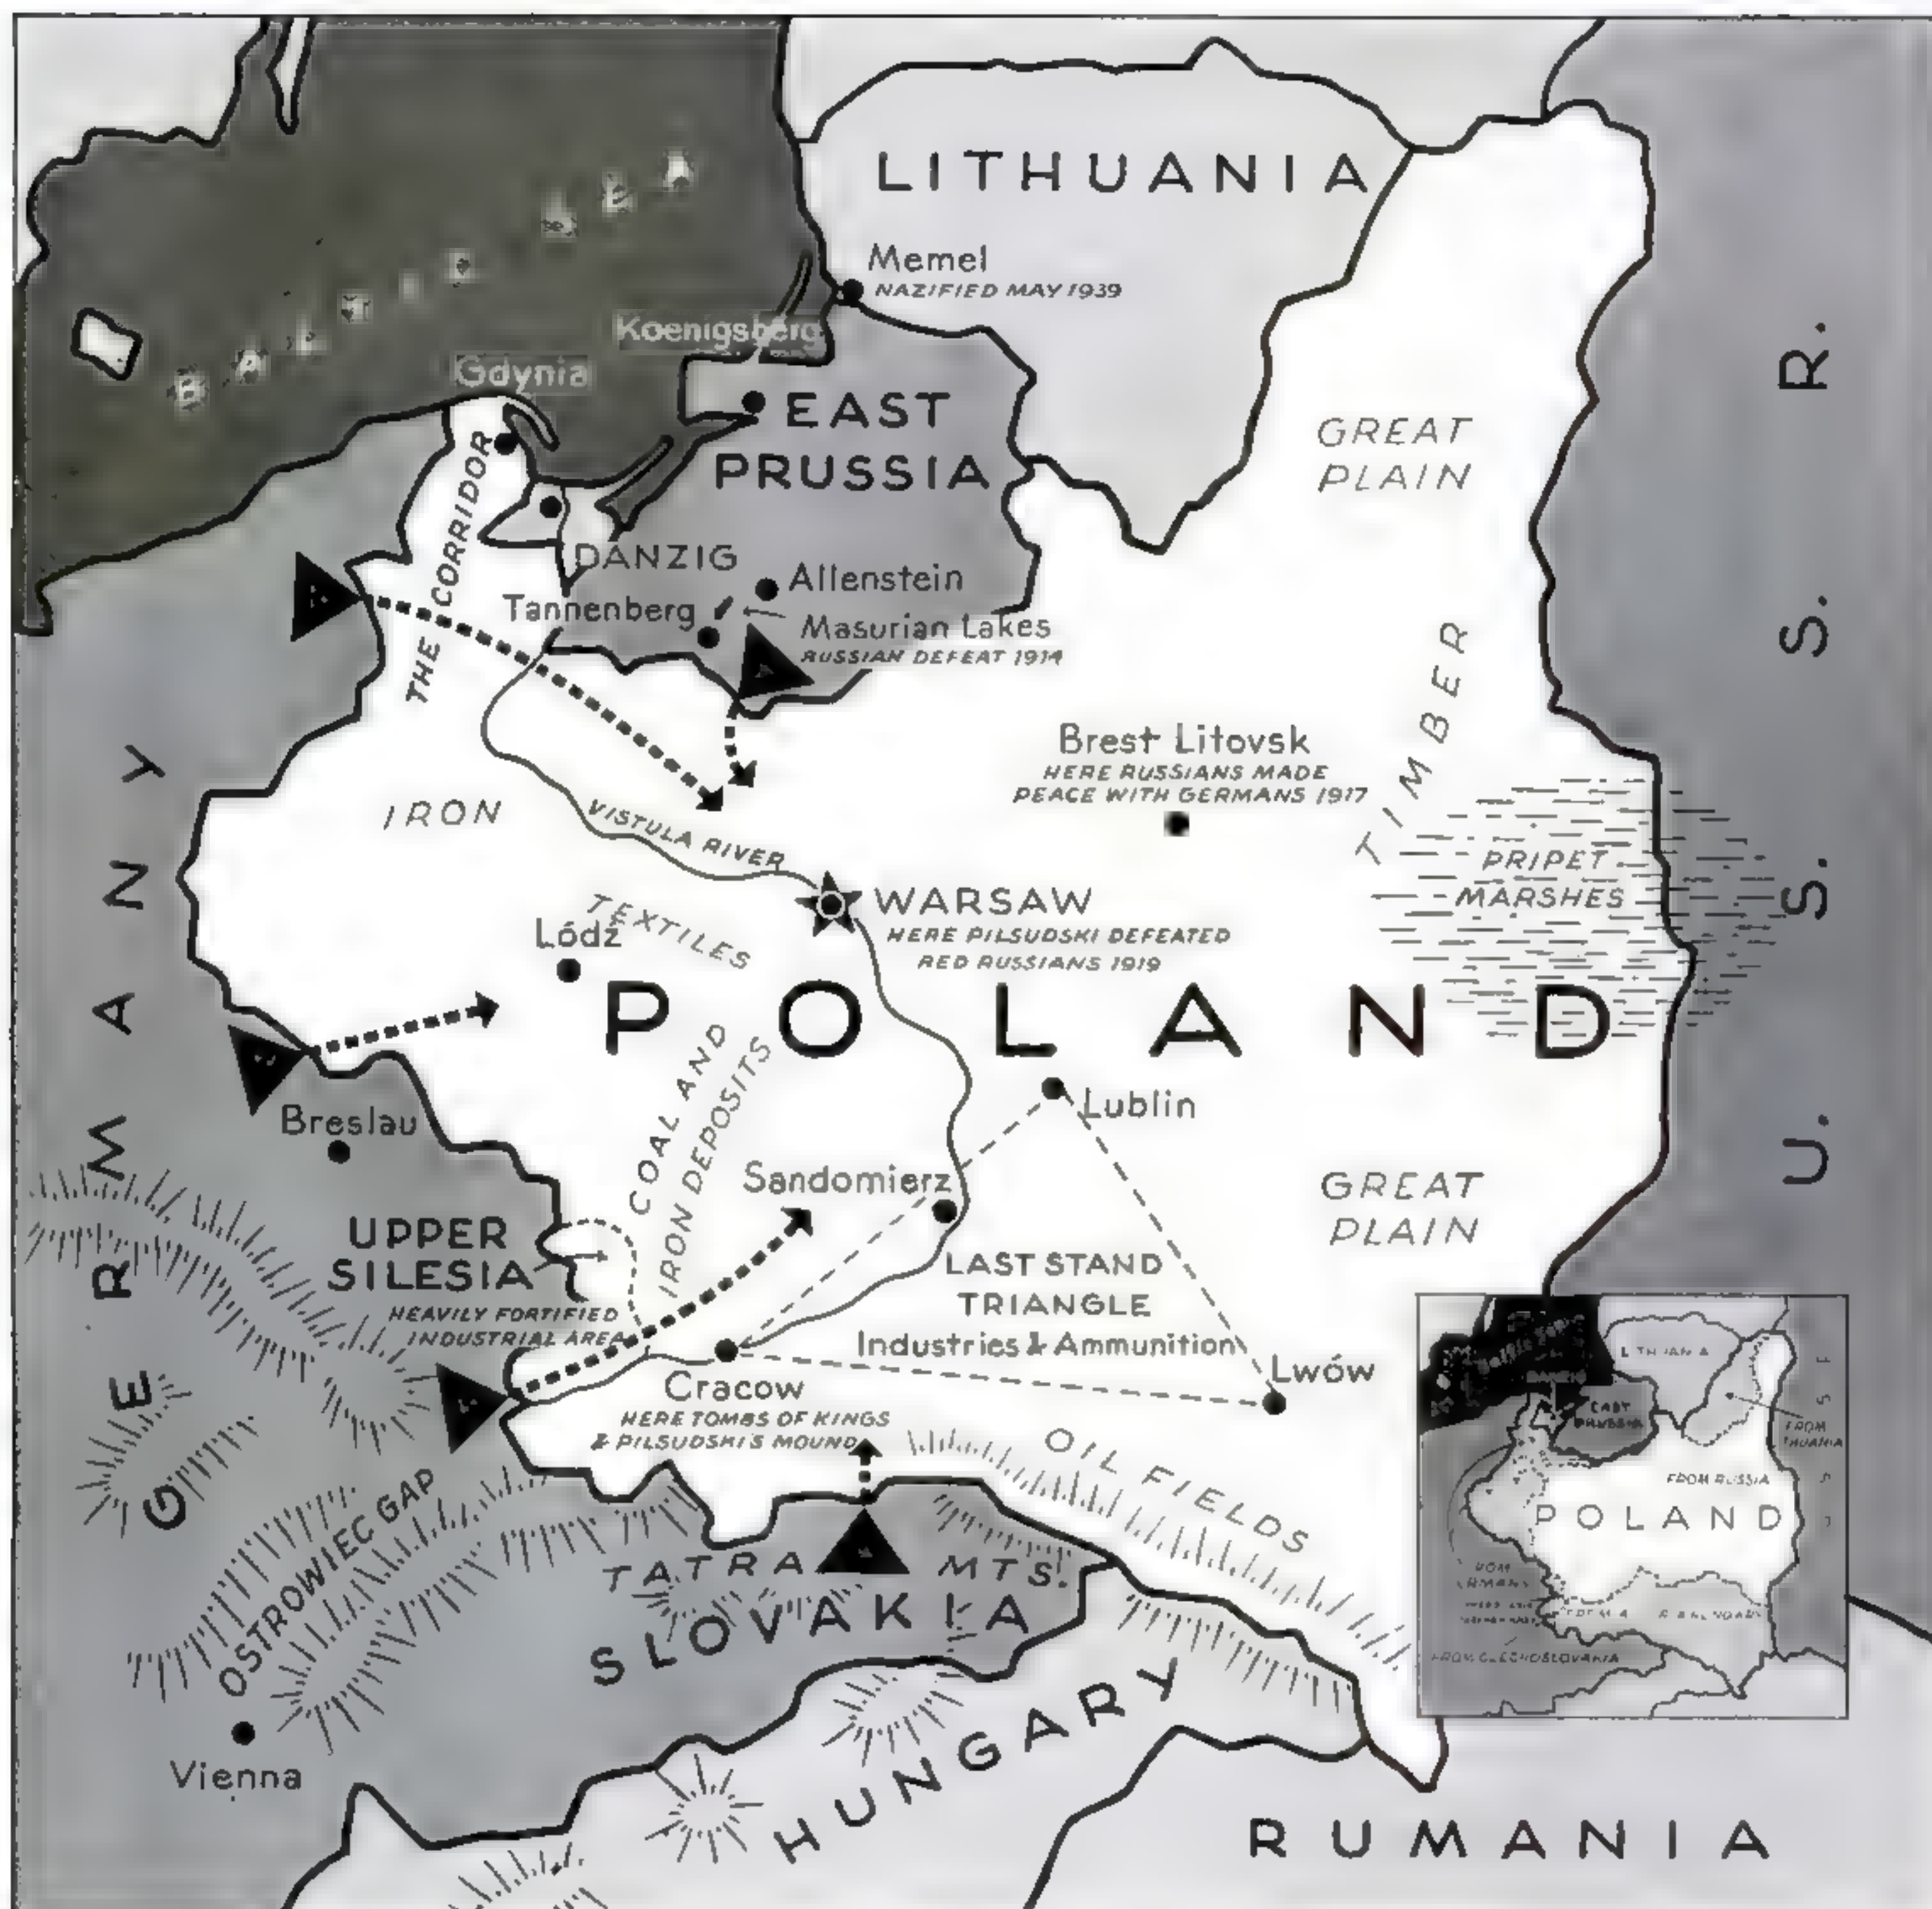 LITHUANIA
Memel
NAZIFIED MAY 1939
Koenigsberg
Gdynia
EAST
PRUSSIA
GREAT
PLAIN
THE CORRIDOR
DANZIG
Allenstein
Tannenberg
Masurian Lakes
RUSSIAN DEFEAT 1914
GERMANY
U. S. S. R.
TIMBER
IRON
VISTULA RIVER
Brest Litovsk
HERE RUSSIANS MADE
PEACE WITH GERMANS 1917
PRIPET
MARSHES
WARSAW
HERE PILSUDSKI DEFEATED
RED RUSSIANS 1919
TEXTILES
Lódź
POLAND
COAL AND
IRON DEPOSITS
Breslau
Lublin
Sandomierz
UPPER
SILESIA
HEAVILY FORTIFIED
INDUSTRIAL AREA
LAST STAND
TRIANGLE
Industries & Ammunition
GREAT
PLAIN
Cracow
HERE TOMBS OF KINGS
& PILSUDSKI'S MOUND
Lwów
OIL FIELDS
OSTROWIEC GAP
TATRA MTS.
SLOVAKIA
Vienna
HUNGARY
RUMANIA
EAST
PRUSSIA
FROM
FROM RUSSIA
POLAND
FROM CZECHOSLOVAKIA